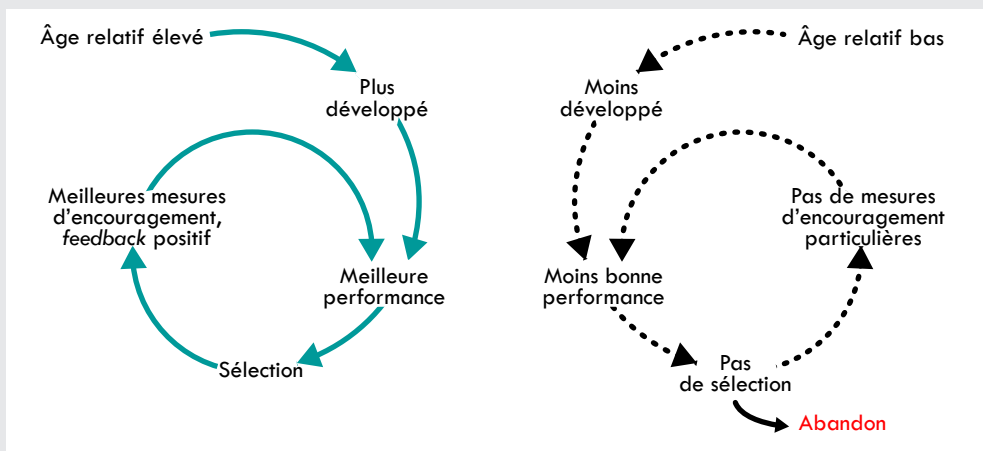 Âge relatif élevé
Plus
développé
Meilleures mesures
d'encouragement,
feedback positif
Meilleure
performance
Sélection
Âge relatif bas
Moins
développé
Pas de mesures
d'encouragement
particulières
Moins bonne
performance
Pas
de sélection
Abandon